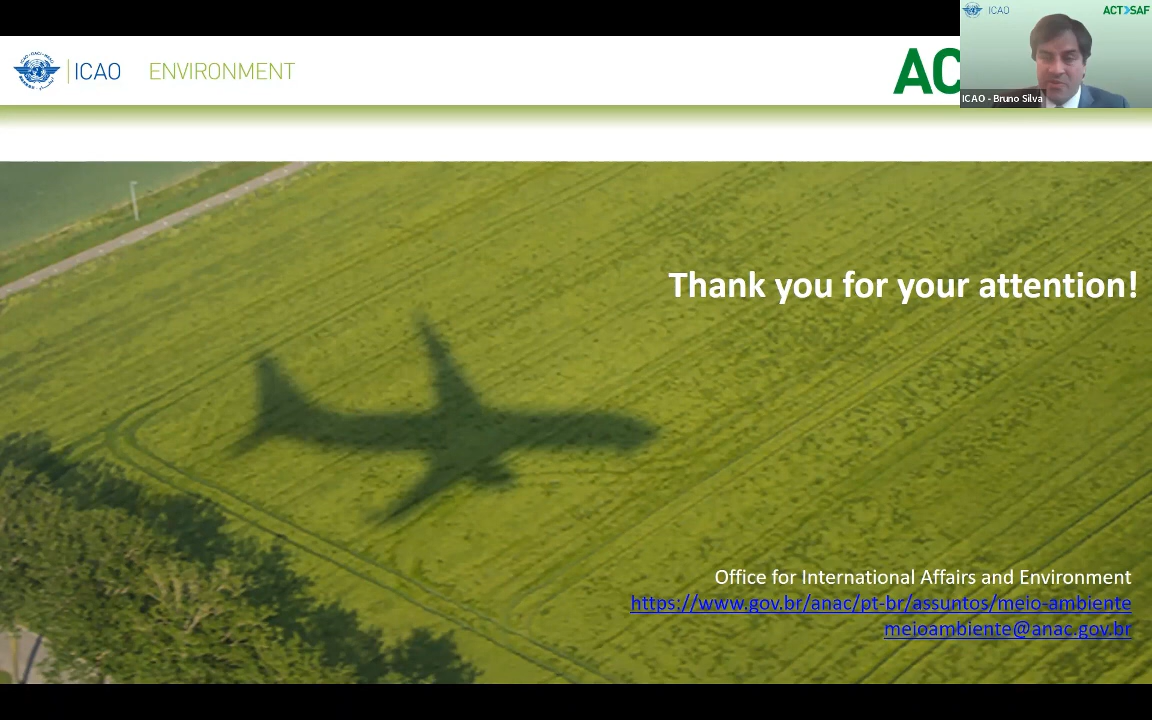 ICAO
ENVIRONMENT
AC
ICAO
ACT>SAF
ICAO - Bruno Silva
Thank you for your attention!
Office for International Affairs and Environment
https://www.gov.br/anac/pt-br/assuntos/meio-ambiente
meioambiente@anac.gov.br